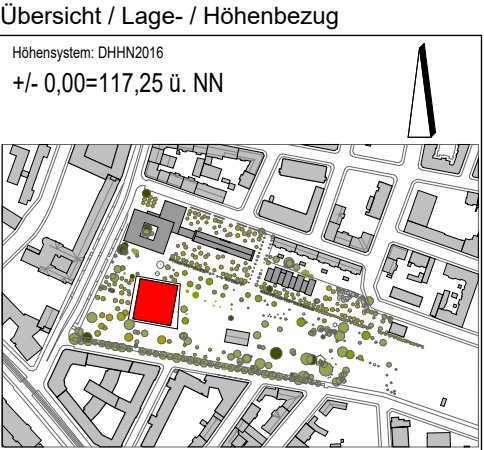 Übersicht / Lage- / Höhenbezug
Höhensystem: DHHN2016
+/- 0,00=117,25 ü. NN